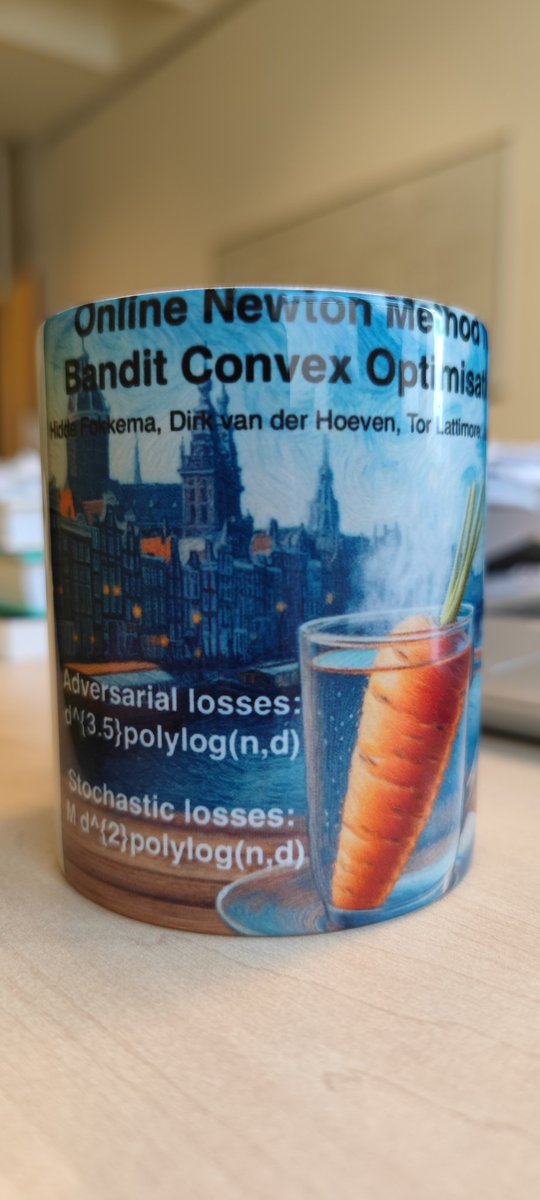 Online Newton Method
Bandit Convex Optimisat
Hidde Fokkema, Dirk van der Hoeven, Tor Lattimore,
Adversarial losses:
d^{3.5}polylog(n,d)
Stochastic losses:
M d^{2}polylog(n,d)